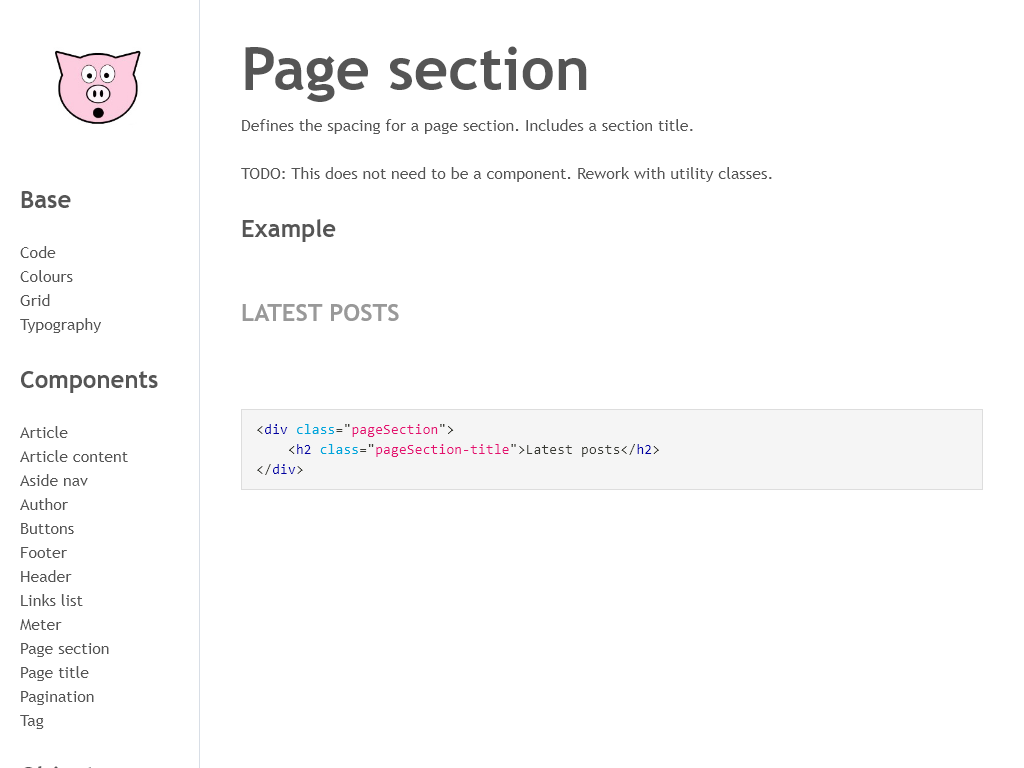 Base
Code
Colours
Grid
Typography
Components
Article
Article content
Aside nav
Author
Buttons
Footer
Header
Links list
Meter
Page section
Page title
Pagination
Tag
Page section
Defines the spacing for a page section. Includes a section title.
TODO: This does not need to be a component. Rework with utility classes.
Example
LATEST POSTS
<div class="pageSection">
    <h2 class="pageSection-title">Latest posts</h2>
</div>